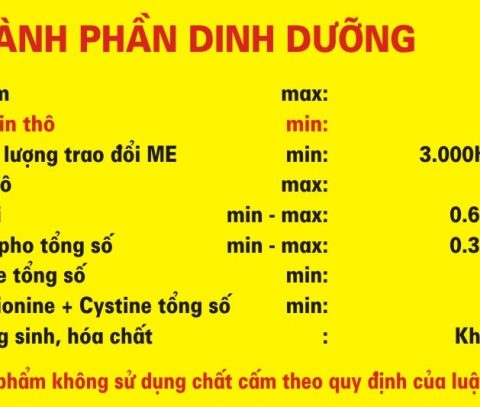 ÀNH PHẦN DINH DƯỠNG
m max:
in thô min:
lượng trao đổi ME min: 3.000
ô max:
i min - max: 0.6
pho tổng số min - max: 0.3
e tổng số min:
ionine + Cystine tổng số min:
g sinh, hóa chất : Kh
phẩm không sử dụng chất cấm theo quy định của luật